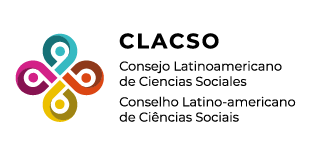 CLACSO
Consejo Latinoamericano
de Ciencias Sociales
Conselho Latino-americano
de Ciências Sociais